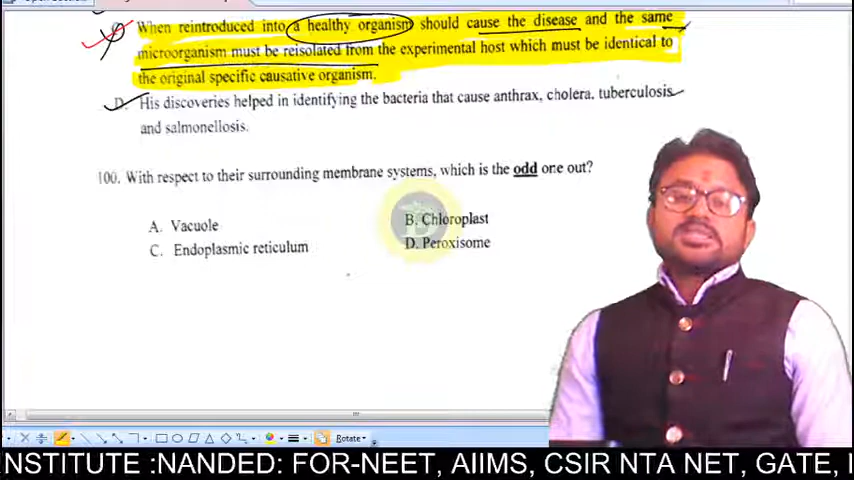 When reintroduced into a healthy organism should cause the disease and the same
microorganism must be reisolated from the experimental host which must be identical to
the original specific causative organism.
D. His discoveries helped in identifying the bacteria that cause anthrax, cholera, tuberculosis
and salmonellosis.
100. With respect to their surrounding membrane systems, which is the odd one out?
A. Vacuole
B. Chloroplast
C. Endoplasmic reticulum
D. Peroxisome
Rotate
NSTITUTE :NANDED: FOR-NEET, AIIMS, CSIR NTA NET, GATE,